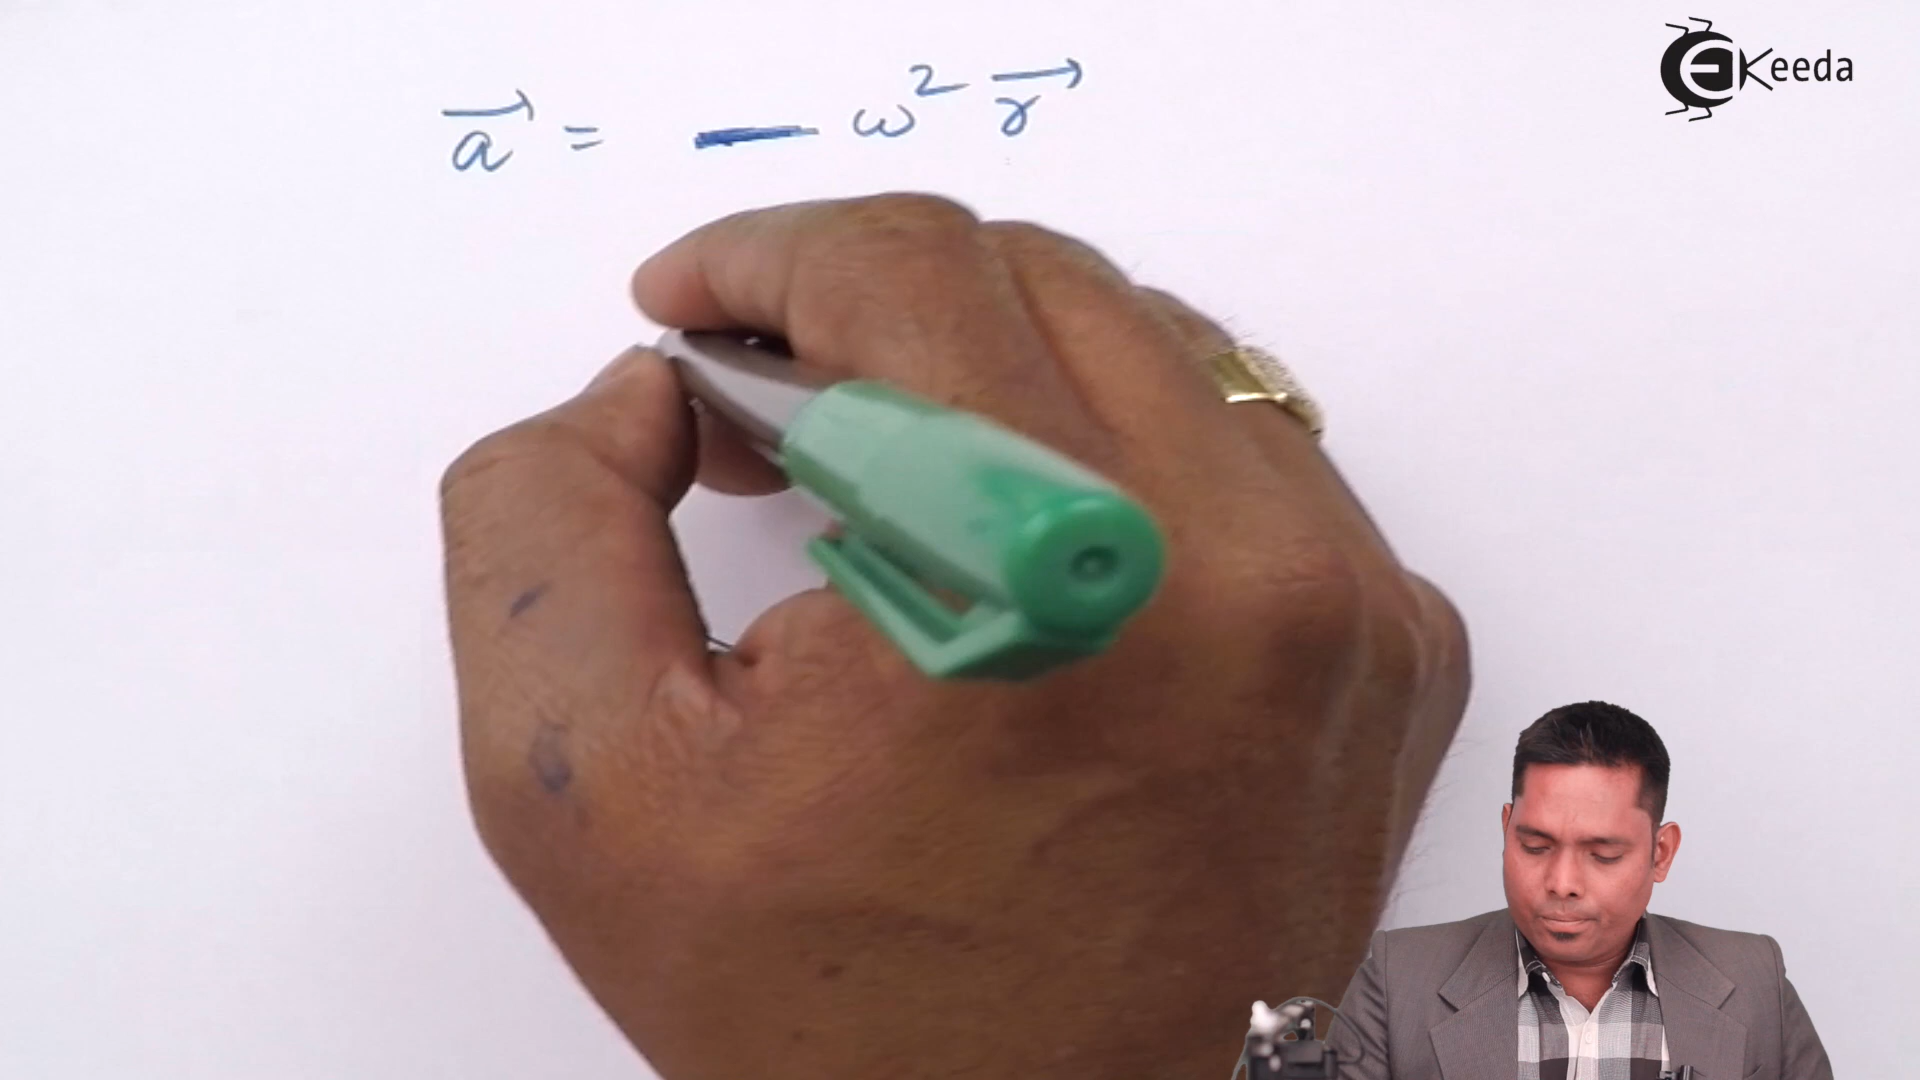 a⃗ = − ω² r⃗
EKeeda